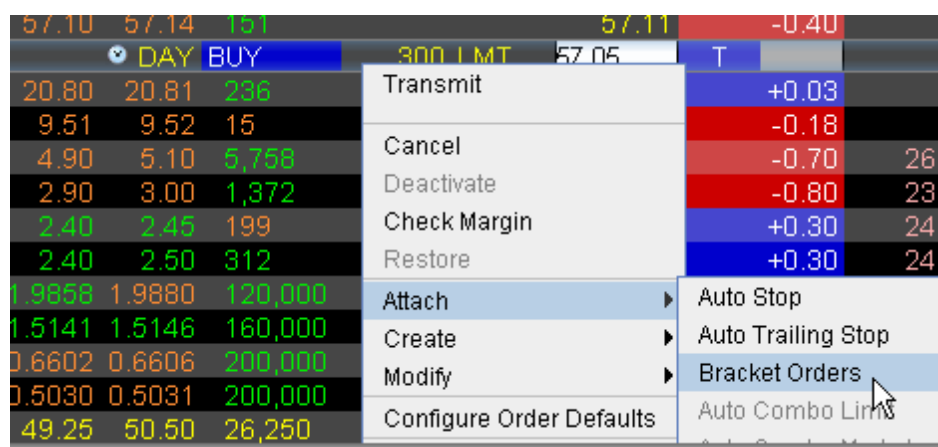 57.10 57.14 151 57.11 -0.40
DAY BUY 300 LMT 57.05 T
20.80 20.81 236 +0.03
9.51 9.52 15 -0.18
4.90 5.10 5,758 -0.70 26
2.90 3.00 1,372 -0.80 23
2.40 2.45 199 +0.30 24
2.40 2.50 312 +0.30 24
1.9858 1.9880 120,000
1.5141 1.5146 160,000
0.6602 0.6606 200,000
0.5030 0.5031 200,000
49.25 50.50 26,250
Transmit
Cancel
Deactivate
Check Margin
Restore
Attach
Create
Modify
Configure Order Defaults
Auto Stop
Auto Trailing Stop
Bracket Orders
Auto Combo Limit